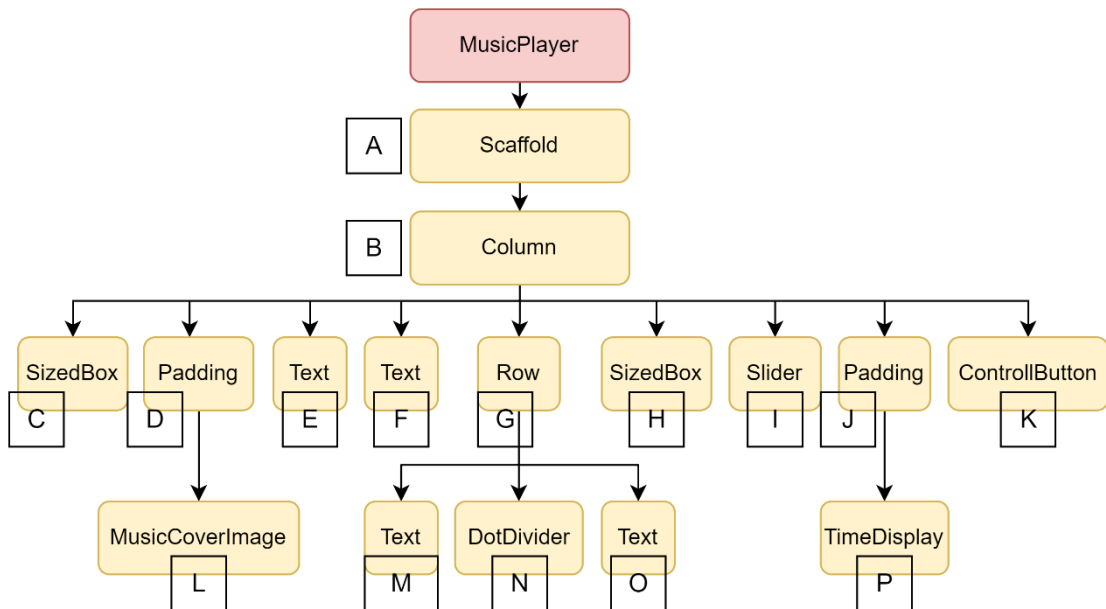 MusicPlayer
A
Scaffold
B
Column
SizedBox
Padding
Text
Text
Row
SizedBox
Slider
Padding
ControllButton
C
D
E
F
G
H
I
J
K
MusicCoverImage
Text
DotDivider
Text
TimeDisplay
L
M
N
O
P